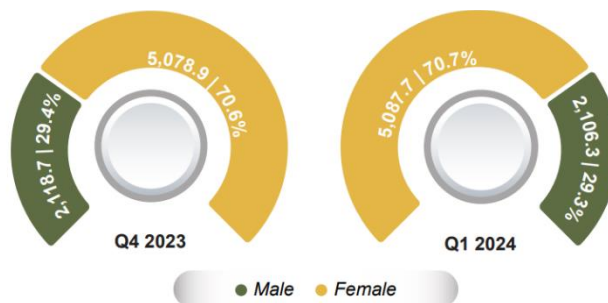 2,118.7 | 29.4%
5,078.9 | 70.6%
Q4 2023
5,087.7 | 70.7%
2,106.3 | 29.3%
Q1 2024
Male
Female